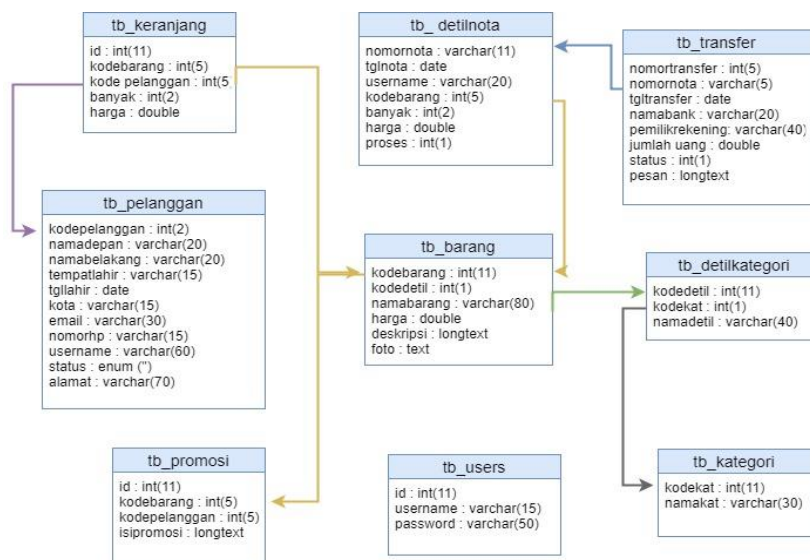 tb_keranjang
id : int(11)
kodebarang : int(5)
kode pelanggan : int(5
banyak : int(2)
harga : double
tb_ detilnota
nomornota : varchar(11)
tglnota : date
username : varchar(20)
kodebarang : int(5)
banyak : int(2)
harga : double
proses : int(1)
tb_transfer
nomortransfer : int(5)
nomornota : varchar(5)
tgltransfer : date
namabank : varchar(20)
pemilikrekening: varchar(40)
jumlah uang : double
status : int(1)
pesan : longtext
tb_pelanggan
kodepelanggan : int(2)
namadepan : varchar(20)
namabelakang : varchar(20)
tempatlahir : varchar(15)
tgllahir : date
kota : varchar(15)
email : varchar(30)
nomorhp : varchar(15)
username : varchar(60)
status : enum ('')
alamat : varchar(70)
tb_barang
kodebarang : int(11)
kodedetil : int(1)
namabarang : varchar(80)
harga : double
deskripsi : longtext
foto : text
tb_detilkategori
kodedetil : int(11)
kodekat : int(1)
namadetil : varchar(40)
tb_promosi
id : int(11)
kodebarang : int(5)
kodepelanggan : int(5)
isipromosi : longtext
tb_users
id : int(11)
username : varchar(15)
password : varchar(50)
tb_kategori
kodekat : int(11)
namakat : varchar(30)